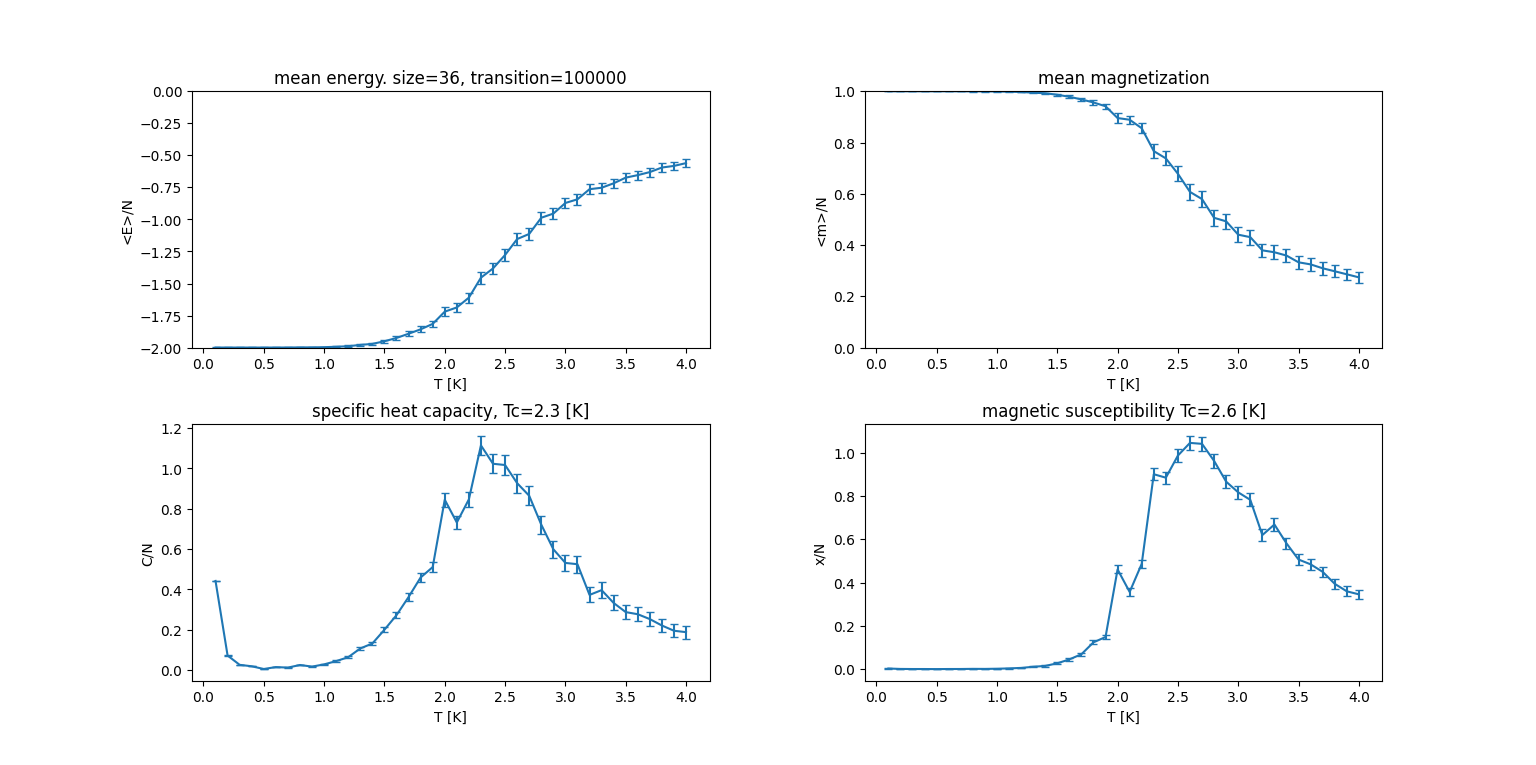 mean energy. size=36, transition=100000
0.00
−0.25
−0.50
−0.75
−1.00
−1.25
−1.50
−1.75
−2.00
<E>/N
0.0 0.5 1.0 1.5 2.0 2.5 3.0 3.5 4.0
T [K]
mean magnetization
1.0
0.8
0.6
0.4
0.2
0.0
<m>/N
0.0 0.5 1.0 1.5 2.0 2.5 3.0 3.5 4.0
T [K]
specific heat capacity, Tc=2.3 [K]
1.2
1.0
0.8
0.6
0.4
0.2
0.0
C/N
0.0 0.5 1.0 1.5 2.0 2.5 3.0 3.5 4.0
T [K]
magnetic susceptibility Tc=2.6 [K]
1.0
0.8
0.6
0.4
0.2
0.0
x/N
0.0 0.5 1.0 1.5 2.0 2.5 3.0 3.5 4.0
T [K]